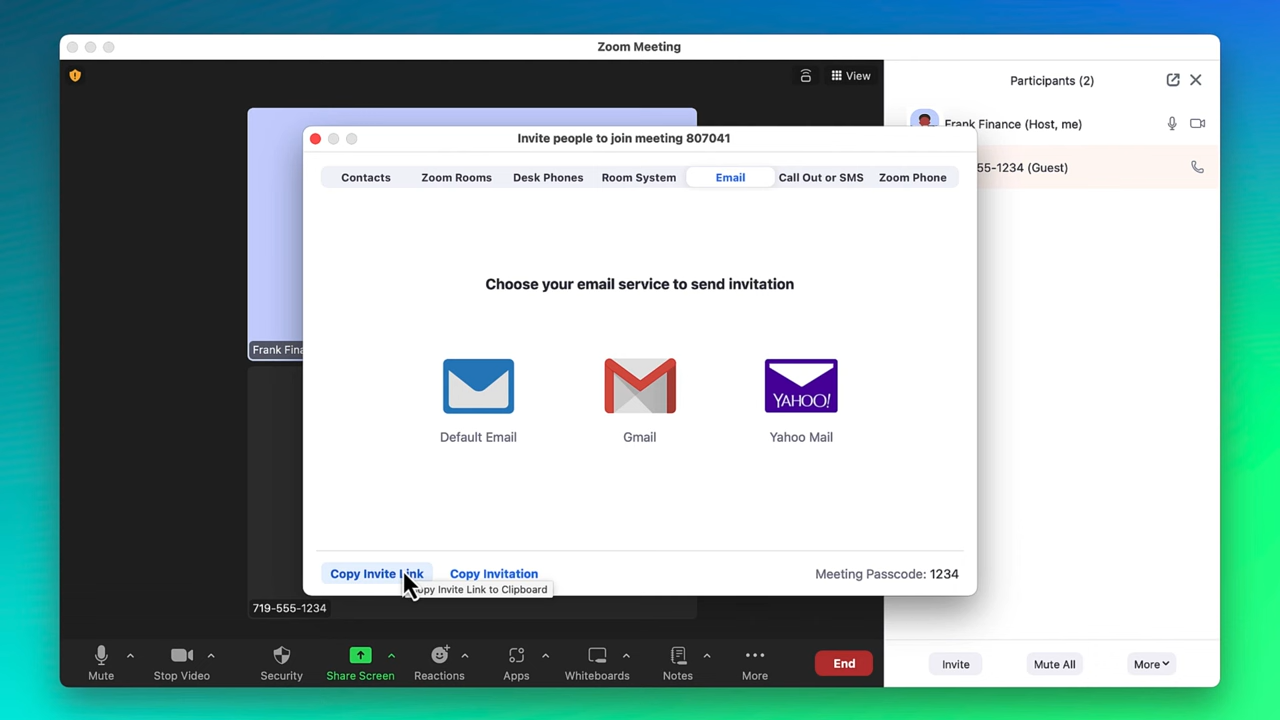 Zoom Meeting
View
Participants (2)
Frank Finance (Host, me)
55-1234 (Guest)
Invite people to join meeting 807041
Contacts
Zoom Rooms
Desk Phones
Room System
Email
Call Out or SMS
Zoom Phone
Choose your email service to send invitation
YAHOO!
Default Email
Gmail
Yahoo Mail
Frank Fina
Copy Invite Link
Copy Invitation
Meeting Passcode: 1234
opy Invite Link to Clipboard
719-555-1234
Mute
Stop Video
Security
Share Screen
Reactions
Apps
Whiteboards
Notes
More
End
Invite
Mute All
More